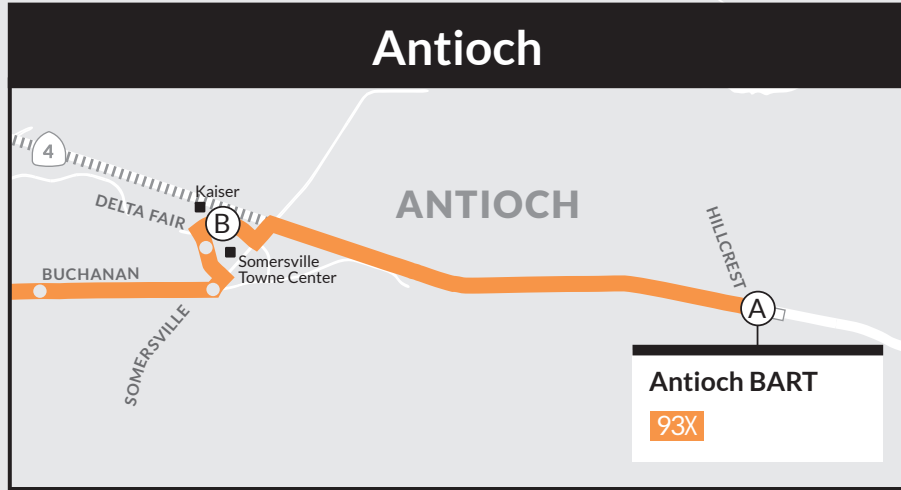 Antioch
4
Kaiser
DELTA FAIR
B
ANTIOCH
HILLCREST
Somersville
Towne Center
BUCHANAN
SOMERSVILLE
A
Antioch BART
93X